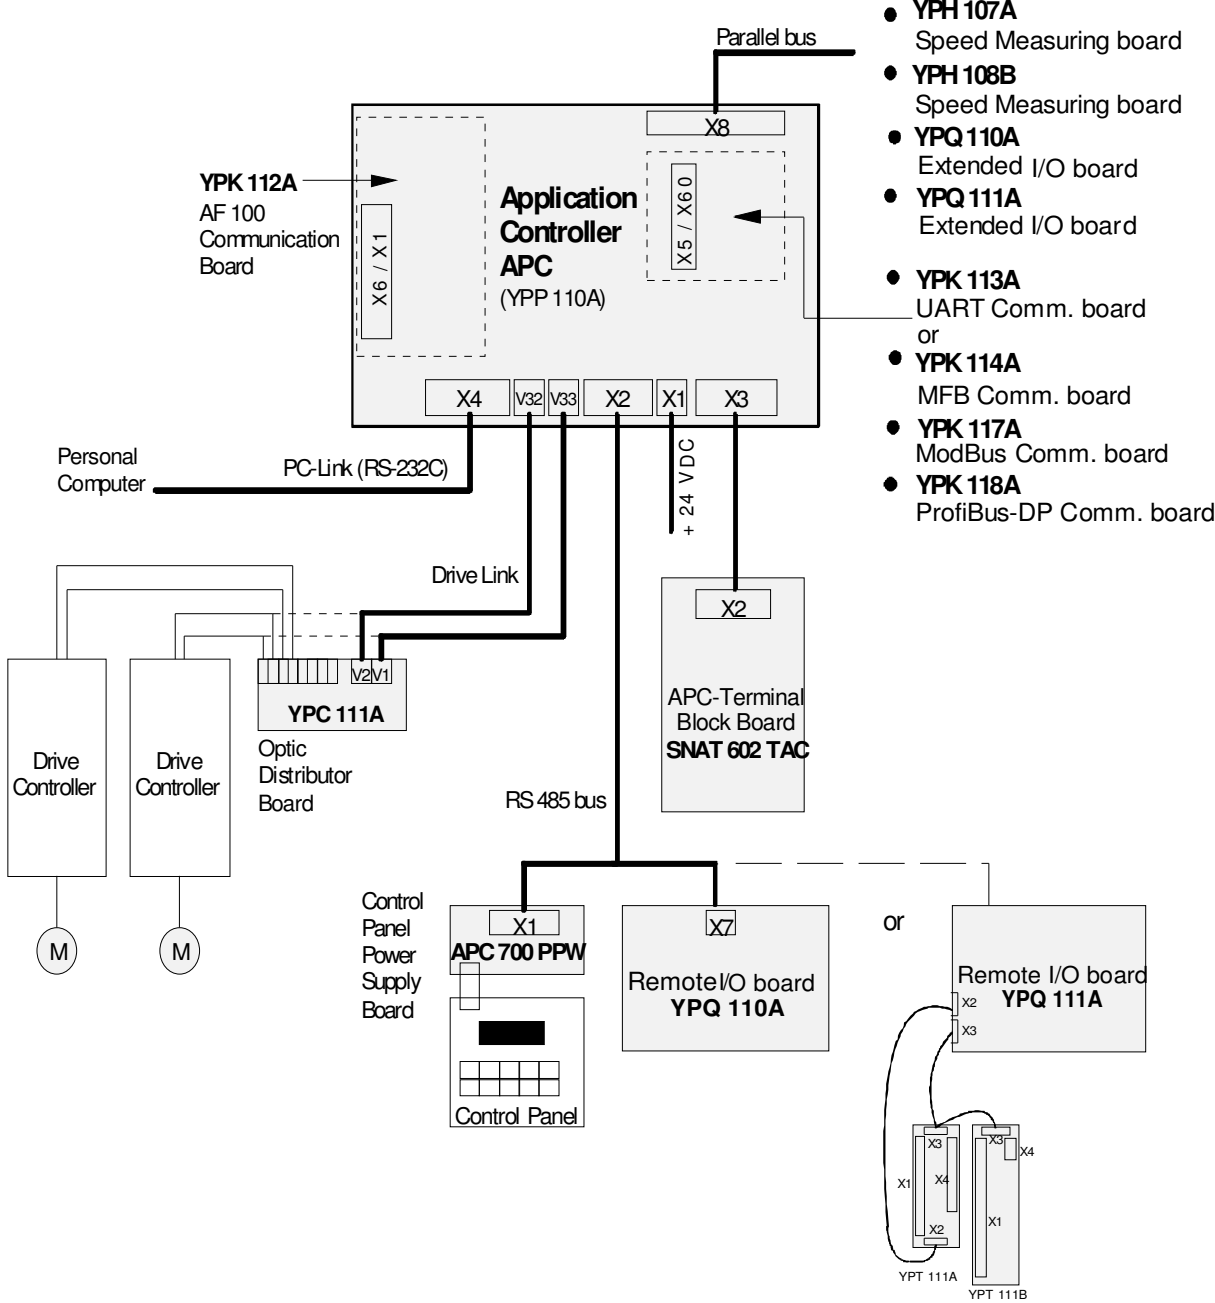 Parallel bus
YPH 107A
Speed Measuring board
YPH 108B
Speed Measuring board
YPQ 110A
Extended I/O board
YPQ 111A
Extended I/O board
YPK 113A
UART Comm. board
or
YPK 114A
MFB Comm. board
YPK 117A
ModBus Comm. board
YPK 118A
ProfiBus-DP Comm. board
X8
YPK 112A
AF 100
Communication
Board
X6 / X1
Application
Controller
APC
(YPP 110A)
X5 / X60
X4
V32
V33
X2
X1
X3
Personal
Computer
PC-Link (RS-232C)
+ 24 VDC
Drive Link
X2
APC-Terminal
Block Board
SNAT 602 TAC
V2
V1
YPC 111A
Optic
Distributor
Board
Drive
Controller
Drive
Controller
M
M
RS 485 bus
Control
Panel
Power
Supply
Board
X1
APC 700 PPW
Control Panel
X7
Remote I/O board
YPQ 110A
or
Remote I/O board
YPQ 111A
X2
X3
X3
X1
X4
X2
YPT 111A
X3
X4
X1
YPT 111B